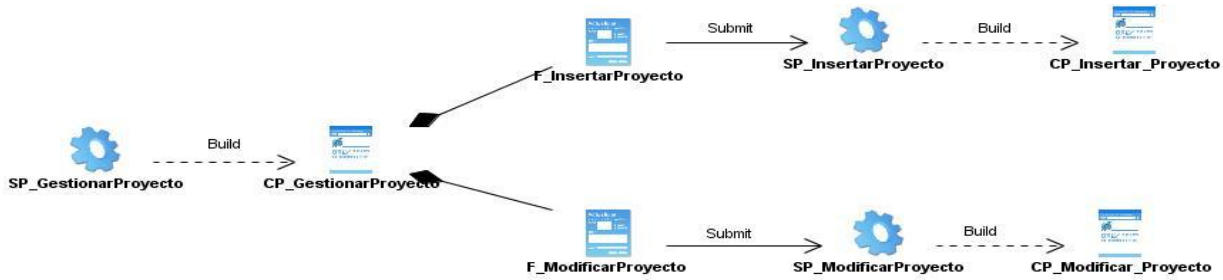 Submit
Build
F_InsertarProyecto
SP_InsertarProyecto
CP_Insertar_Proyecto
Build
SP_GestionarProyecto
CP_GestionarProyecto
Submit
Build
F_ModificarProyecto
SP_ModificarProyecto
CP_Modificar_Proyecto